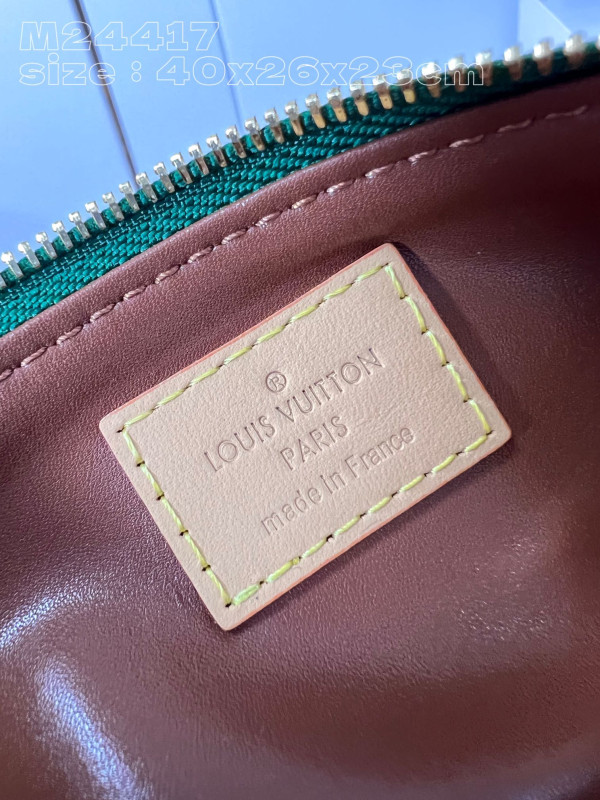 M24417
size : 40x26x23cm
®
LOUIS VUITTON
PARIS
made in France